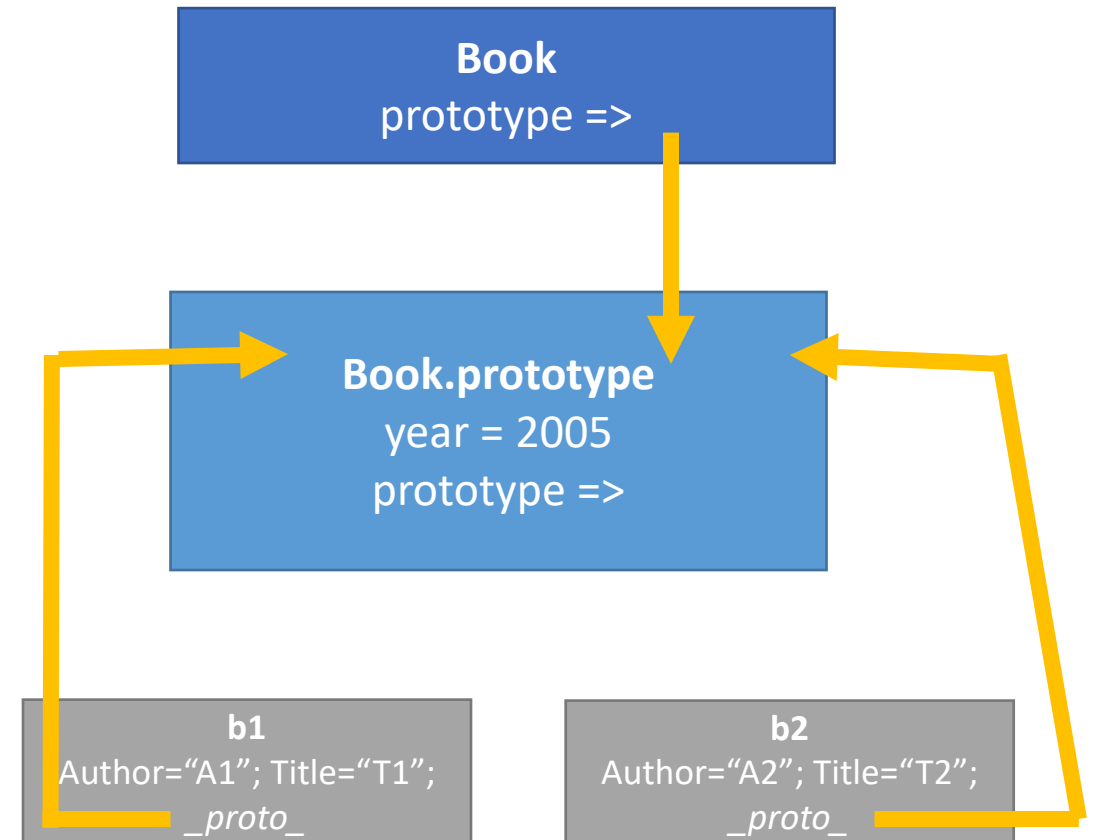 Book
prototype =>
Book.prototype
year = 2005
prototype =>
b1
Author=“A1”; Title=“T1”;
_proto_
b2
Author=“A2”; Title=“T2”;
_proto_